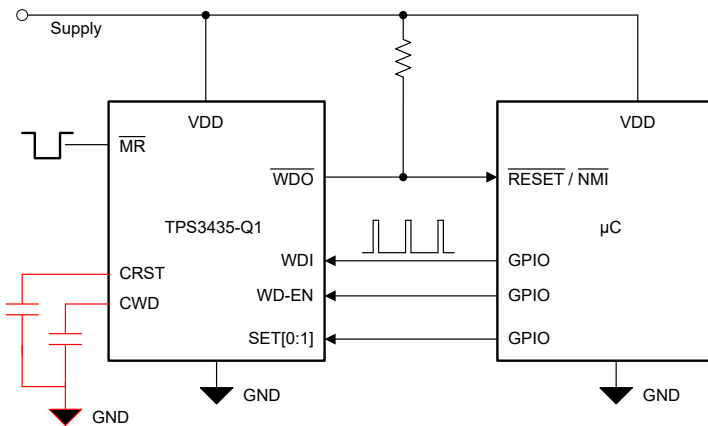 Supply
VDD
VDD
MR
WDO
RESET / NMI
TPS3435-Q1
µC
WDI
GPIO
CRST
WD-EN
GPIO
CWD
SET[0:1]
GPIO
GND
GND
GND